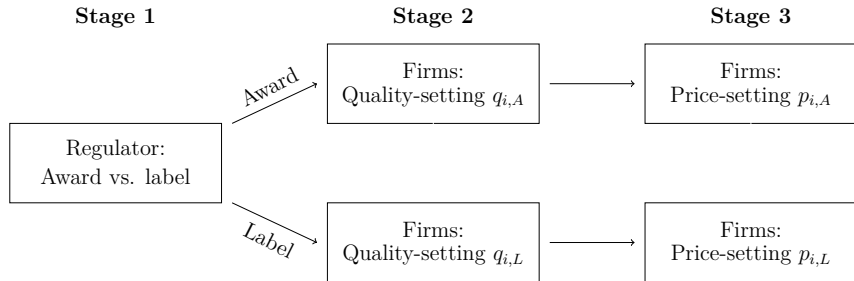 Stage 1
Stage 2
Stage 3
Award
Firms:
Quality-setting q_{i,A}
Firms:
Price-setting p_{i,A}
Regulator:
Award vs. label
Label
Firms:
Quality-setting q_{i,L}
Firms:
Price-setting p_{i,L}